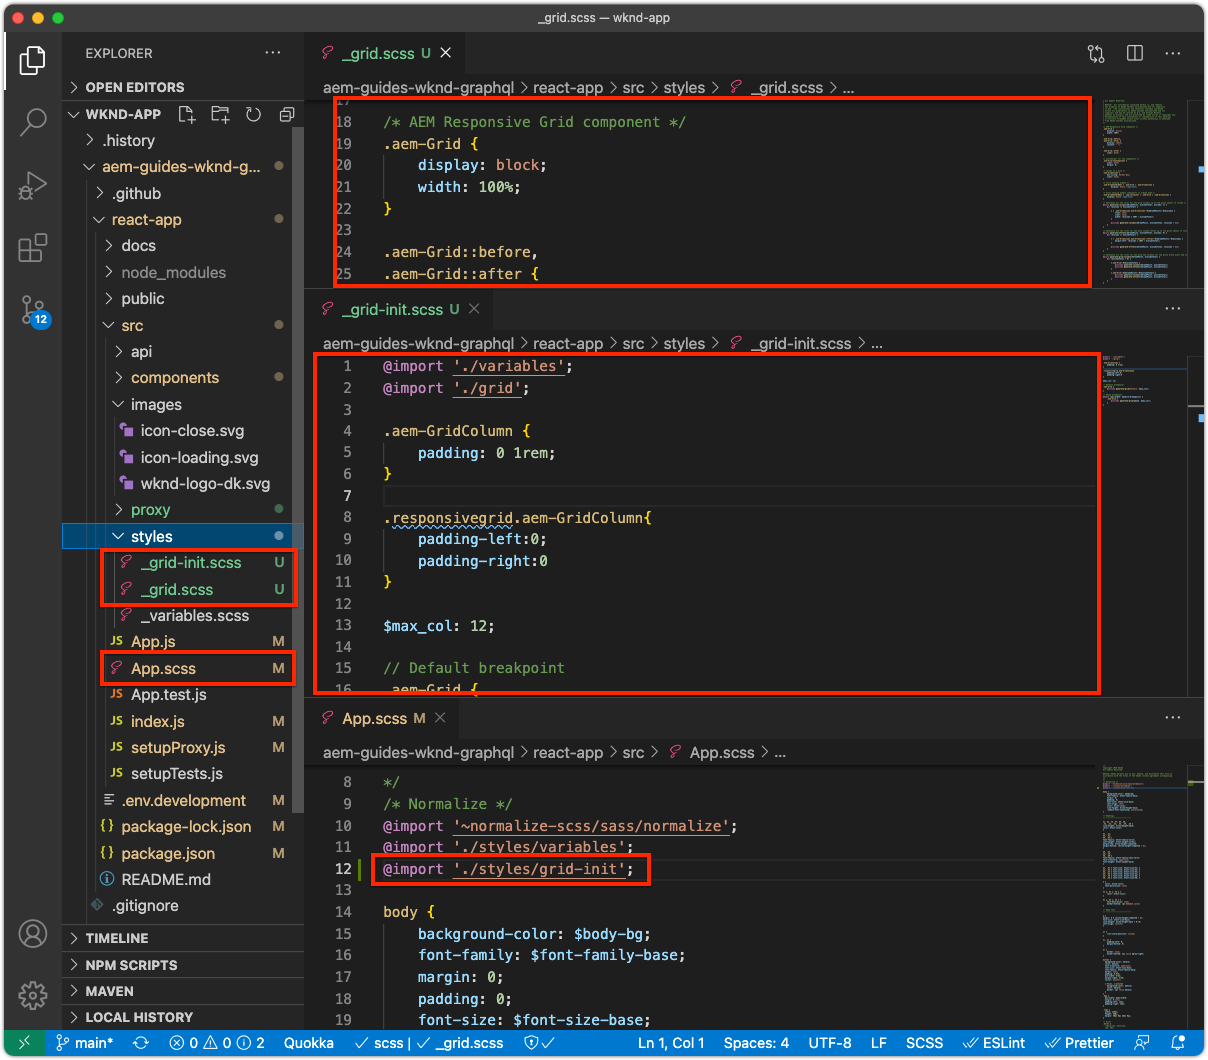 _grid.scss — wknd-app
EXPLORER
OPEN EDITORS
WKND-APP
.history
aem-guides-wknd-g...
.github
react-app
docs
node_modules
public
src
api
components
images
icon-close.svg
icon-loading.svg
wknd-logo-dk.svg
proxy
styles
_grid-init.scss U
_grid.scss U
_variables.scss
JS App.js M
App.scss M
JS App.test.js
JS index.js M
JS setupProxy.js M
JS setupTests.js
.env.development M
{} package-lock.json M
{} package.json M
README.md
.gitignore
TIMELINE
NPM SCRIPTS
MAVEN
LOCAL HISTORY
12
_grid.scss U
aem-guides-wknd-graphql > react-app > src > styles > _grid.scss > ...
17
18 /* AEM Responsive Grid component */
19 .aem-Grid {
20 display: block;
21 width: 100%;
22 }
23
24 .aem-Grid::before,
25 .aem-Grid::after {
_grid-init.scss U
aem-guides-wknd-graphql > react-app > src > styles > _grid-init.scss > ...
1 @import './variables';
2 @import './grid';
3
4 .aem-GridColumn {
5 padding: 0 1rem;
6 }
7
8 .responsivegrid.aem-GridColumn{
9 padding-left:0;
10 padding-right:0
11 }
12
13 $max_col: 12;
14
15 // Default breakpoint
16 .aem-Grid {
App.scss M
aem-guides-wknd-graphql > react-app > src > App.scss > ...
8 */
9 /* Normalize */
10 @import '~normalize-scss/sass/normalize';
11 @import './styles/variables';
12 @import './styles/grid-init';
13
14 body {
15 background-color: $body-bg;
16 font-family: $font-family-base;
17 margin: 0;
18 padding: 0;
19 font-size: $font-size-base;
main* 0 0 2 Quokka scss | _grid.scss Ln 1, Col 1 Spaces: 4 UTF-8 LF SCSS ESLint Prettier